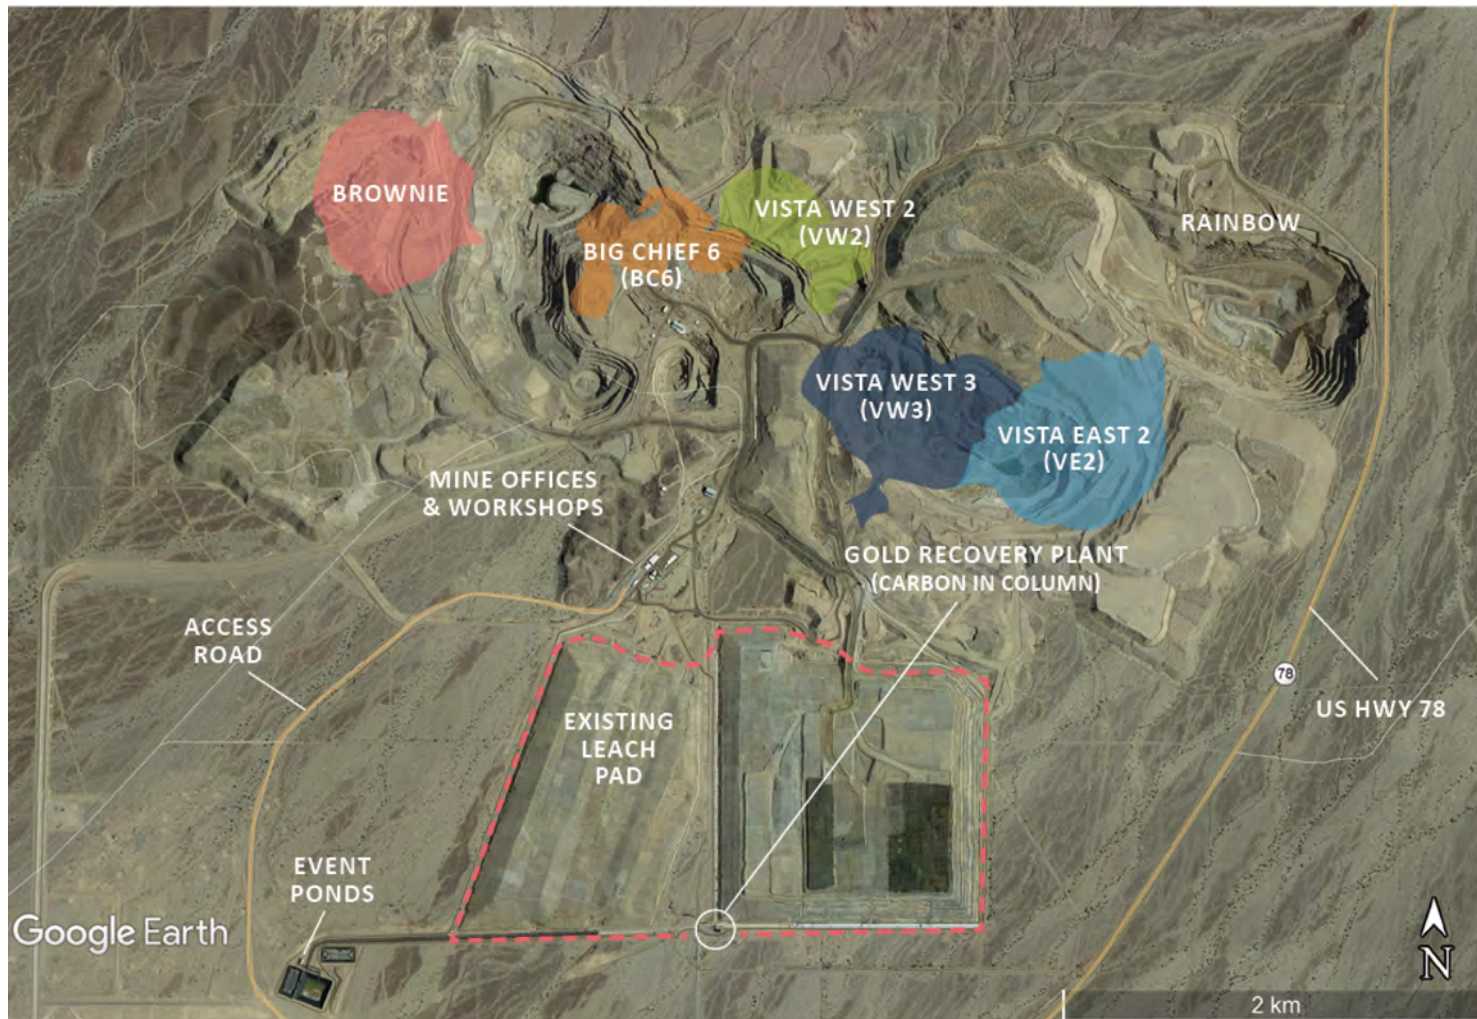 BROWNIE
BIG CHIEF 6
(BC6)
VISTA WEST 2
(VW2)
RAINBOW
VISTA WEST 3
(VW3)
VISTA EAST 2
(VE2)
MINE OFFICES
& WORKSHOPS
GOLD RECOVERY PLANT
(CARBON IN COLUMN)
ACCESS
ROAD
78
US HWY 78
EXISTING
LEACH
PAD
EVENT
PONDS
Google Earth
N
2 km